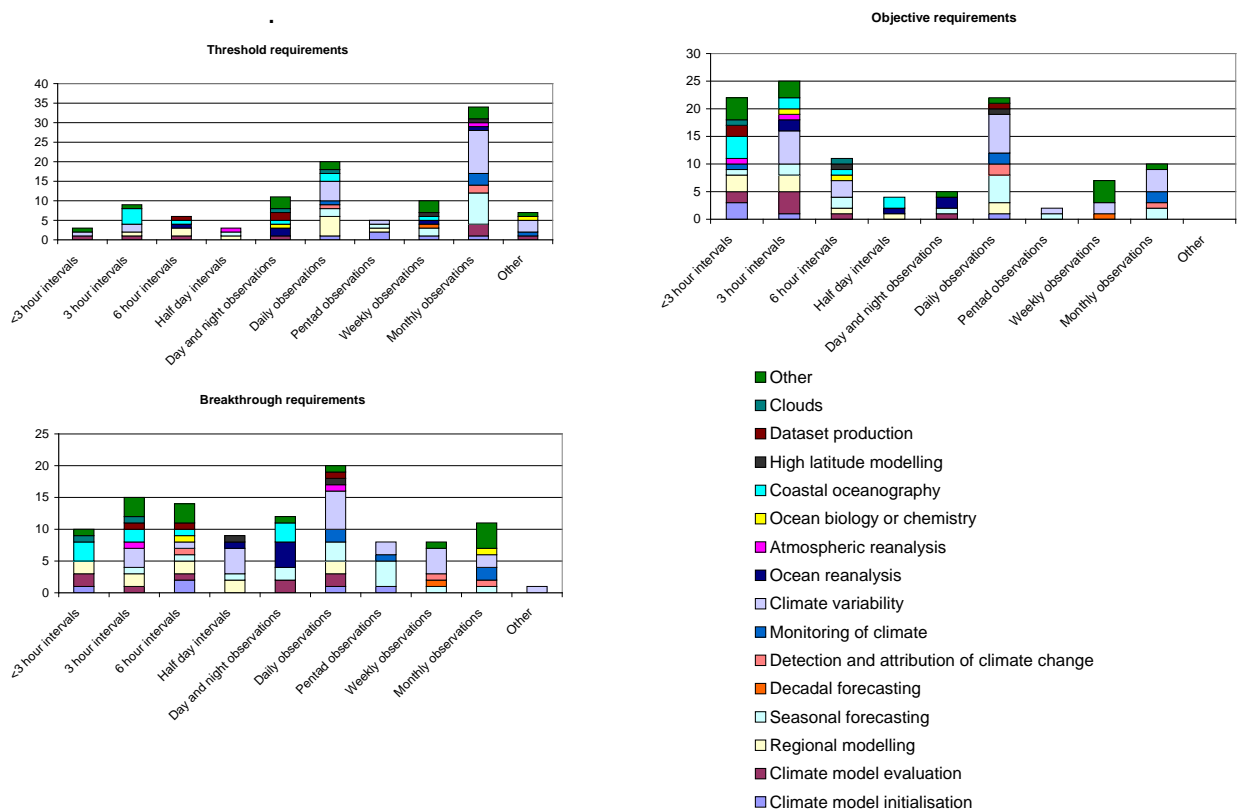 .
Threshold requirements
40
35
30
25
20
15
10
5
0
<3 hour intervals
3 hour intervals
6 hour intervals
Half day intervals
Day and night observations
Daily observations
Pentad observations
Weekly observations
Monthly observations
Other
Objective requirements
30
25
20
15
10
5
0
<3 hour intervals
3 hour intervals
6 hour intervals
Half day intervals
Day and night observations
Daily observations
Pentad observations
Weekly observations
Monthly observations
Other
Breakthrough requirements
25
20
15
10
5
0
<3 hour intervals
3 hour intervals
6 hour intervals
Half day intervals
Day and night observations
Daily observations
Pentad observations
Weekly observations
Monthly observations
Other
Other
Clouds
Dataset production
High latitude modelling
Coastal oceanography
Ocean biology or chemistry
Atmospheric reanalysis
Ocean reanalysis
Climate variability
Monitoring of climate
Detection and attribution of climate change
Decadal forecasting
Seasonal forecasting
Regional modelling
Climate model evaluation
Climate model initialisation